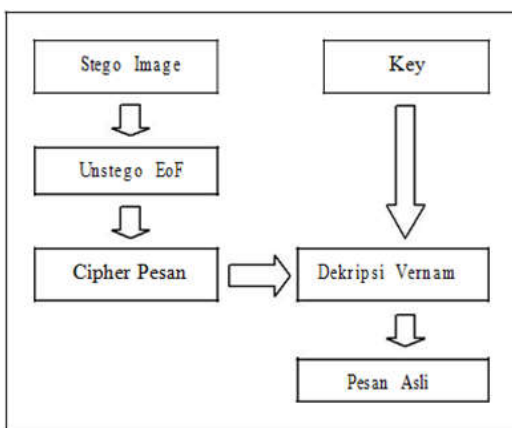 Stego Image
Key
Unstego EoF
Cipher Pesan
Dekripsi Vernam
Pesan Asli